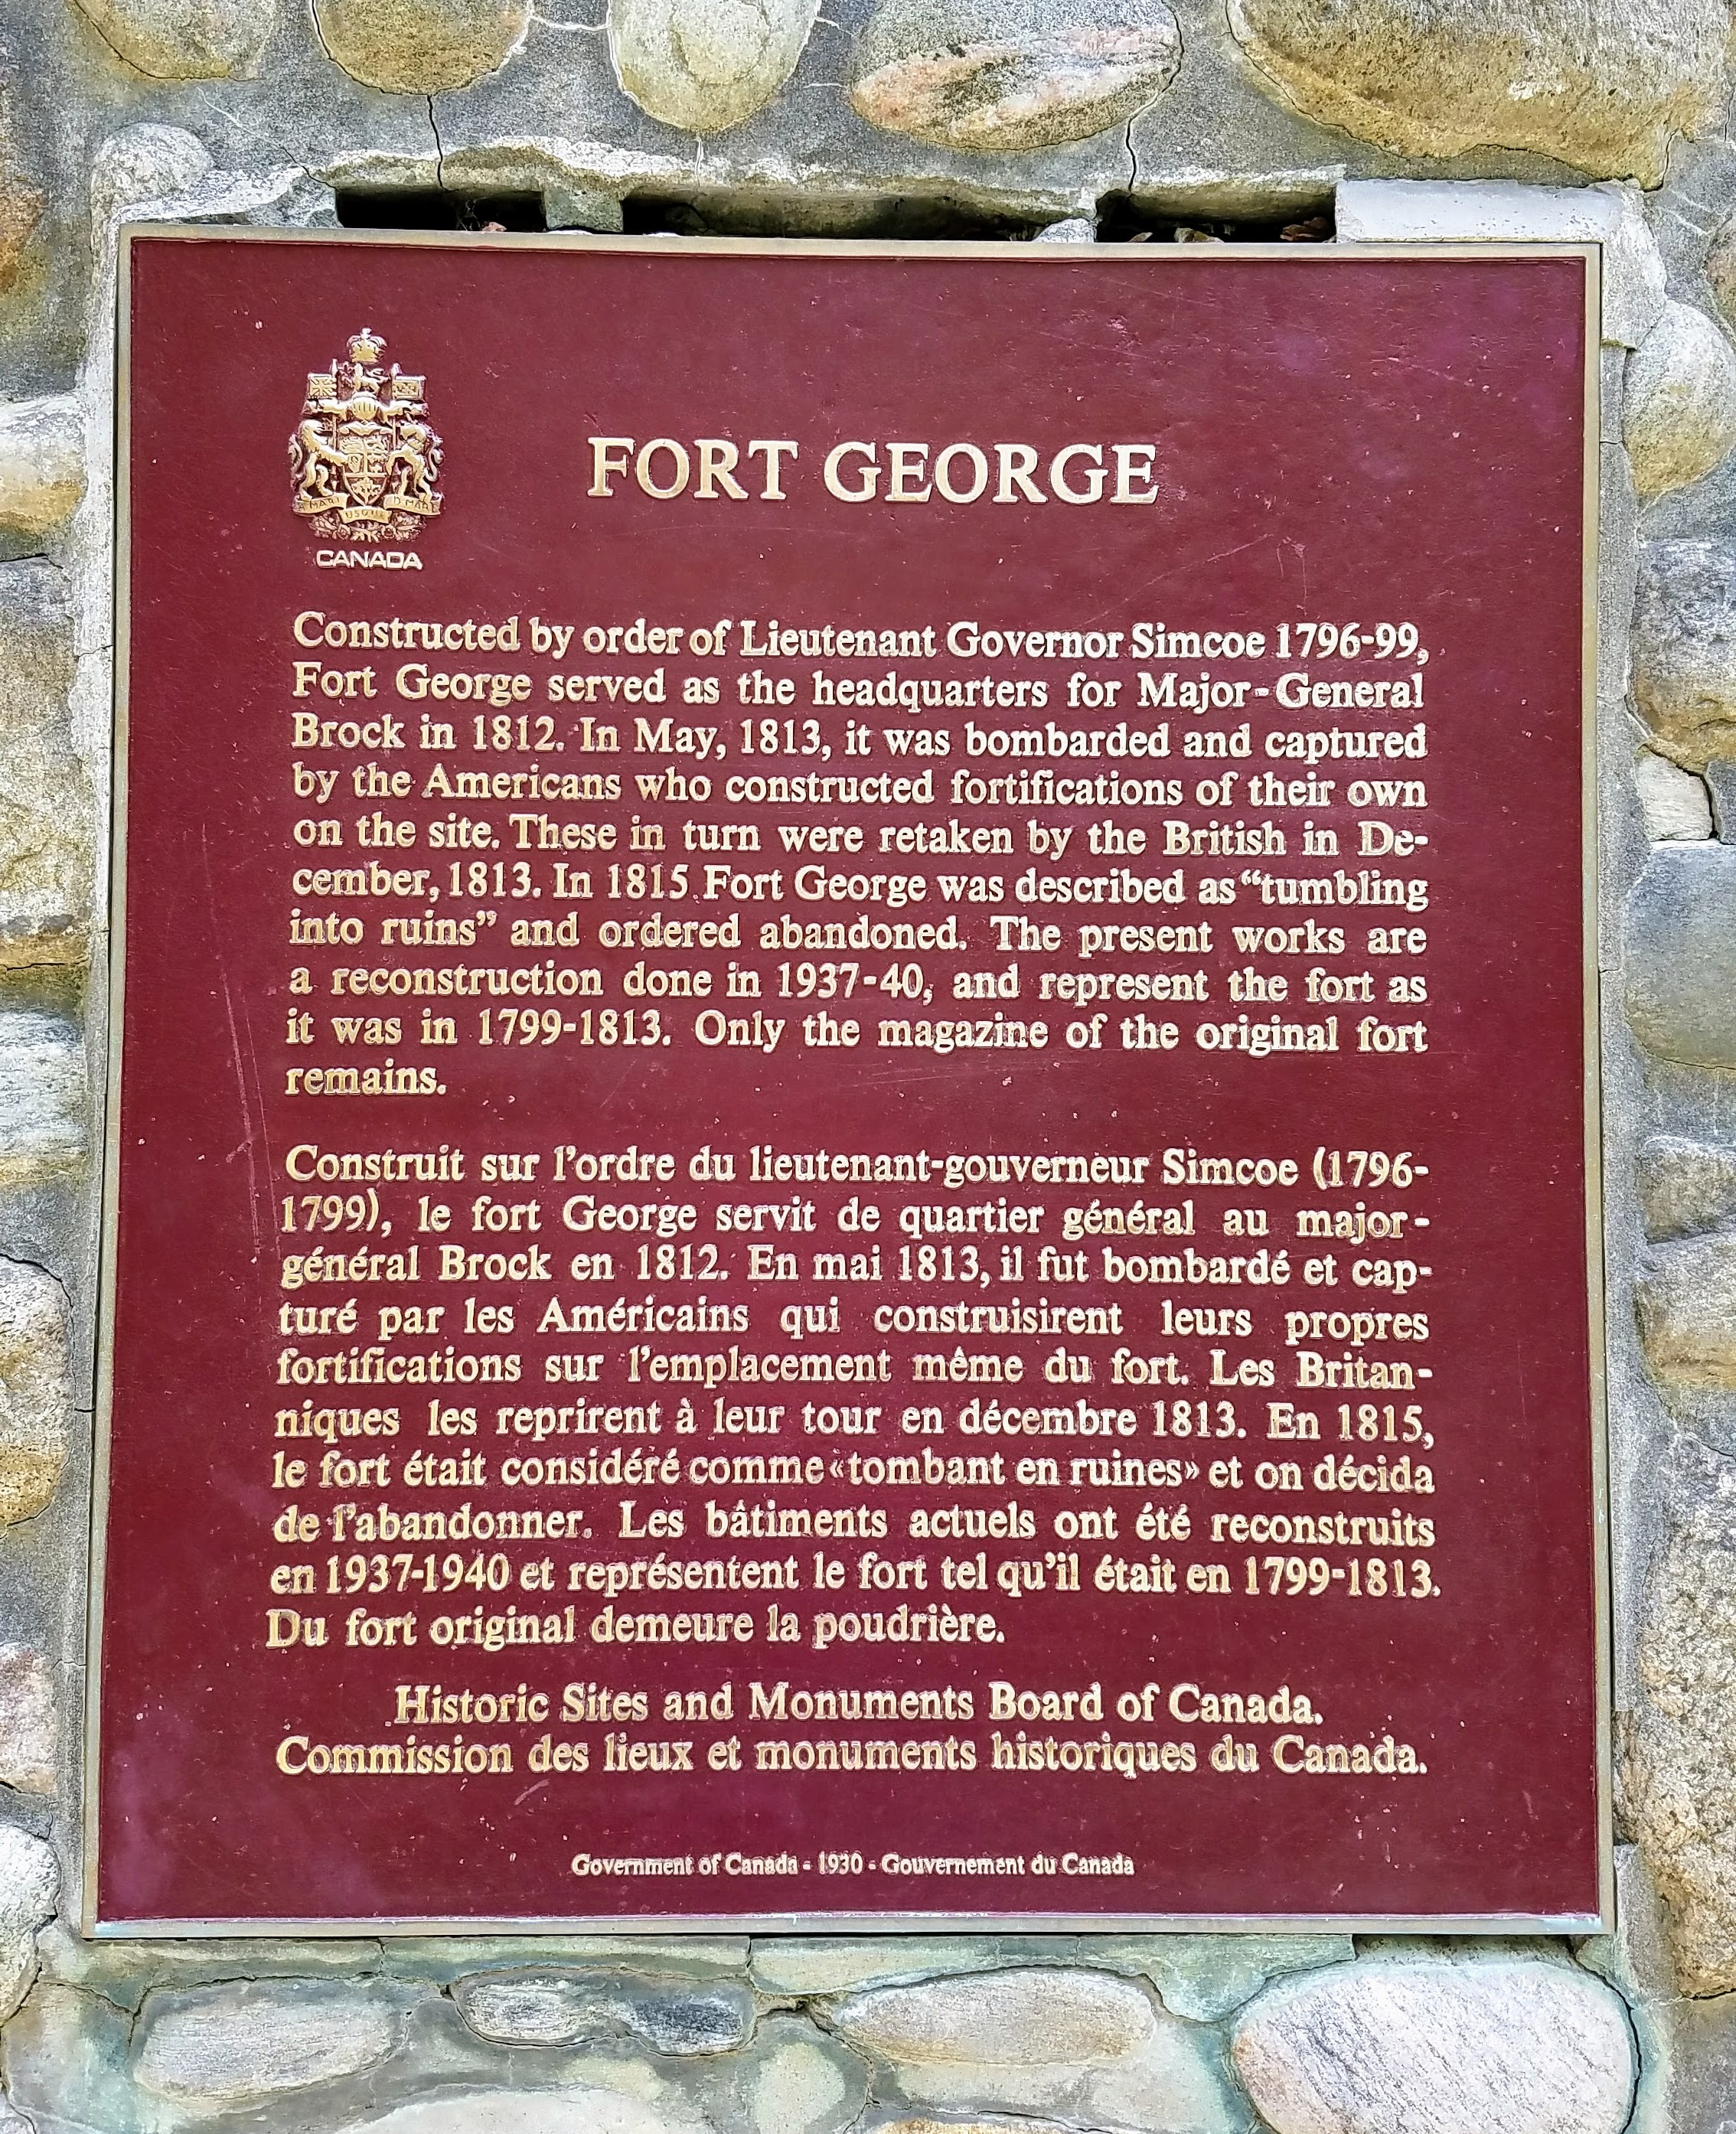 A MARI USQUE AD MARE
CANADA
FORT GEORGE
Constructed by order of Lieutenant Governor Simcoe 1796-99,
Fort George served as the headquarters for Major-General
Brock in 1812. In May, 1813, it was bombarded and captured
by the Americans who constructed fortifications of their own
on the site. These in turn were retaken by the British in De-
cember, 1813. In 1815 Fort George was described as "tumbling
into ruins" and ordered abandoned. The present works are
a reconstruction done in 1937-40, and represent the fort as
it was in 1799-1813. Only the magazine of the original fort
remains.
Construit sur l'ordre du lieutenant-gouverneur Simcoe (1796-
1799), le fort George servit de quartier général au major-
général Brock en 1812. En mai 1813, il fut bombardé et cap-
turé par les Américains qui construisirent leurs propres
fortifications sur l'emplacement même du fort. Les Britan-
niques les reprirent à leur tour en décembre 1813. En 1815,
le fort était considéré comme «tombant en ruines» et on décida
de l'abandonner. Les bâtiments actuels ont été reconstruits
en 1937-1940 et représentent le fort tel qu'il était en 1799-1813.
Du fort original demeure la poudrière.
Historic Sites and Monuments Board of Canada.
Commission des lieux et monuments historiques du Canada.
Government of Canada - 1930 - Gouvernement du Canada